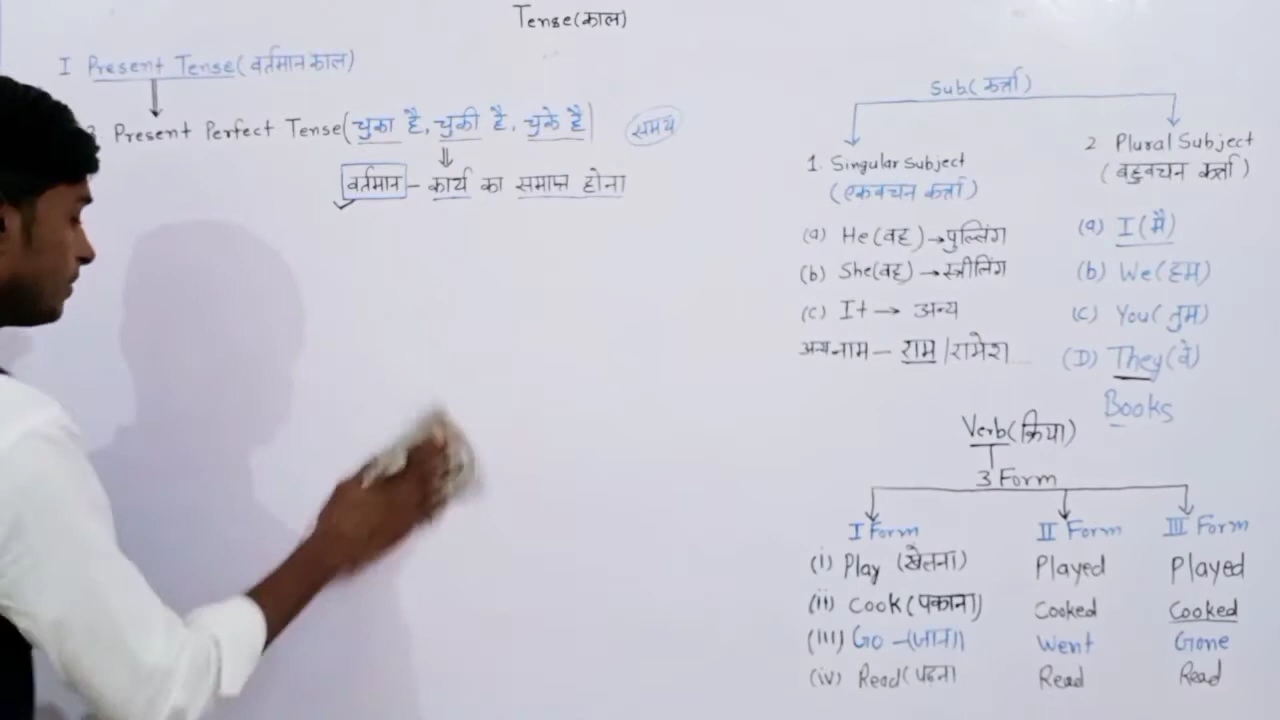 Tense(काल)
I Present Tense(वर्तमान काल)
Present Perfect Tense(चुका है, चुकी है, चुके है)
समय
वर्तमान - कार्य का समाप्त होना
Sub.(कर्त्ता)
1. Singular Subject
(एकवचन कर्त्ता)
(a) He(वह) → पुल्लिंग
(b) She(वह) → स्त्रीलिंग
(c) It → अन्य
अन्य नाम - राम/रामेश
2 Plural Subject
(बहुवचन कर्त्ता)
(a) I(मै)
(b) We(हम)
(c) You(तुम)
(D) They(वे)
Books
Verb(क्रिया)
3 Form
I Form II Form III Form
(i) Play (खेलना) Played Played
(ii) Cook(पकाना) Cooked Cooked
(iii) Go -(जाना) Went Gone
(iv) Read(पढ़ना) Read Read